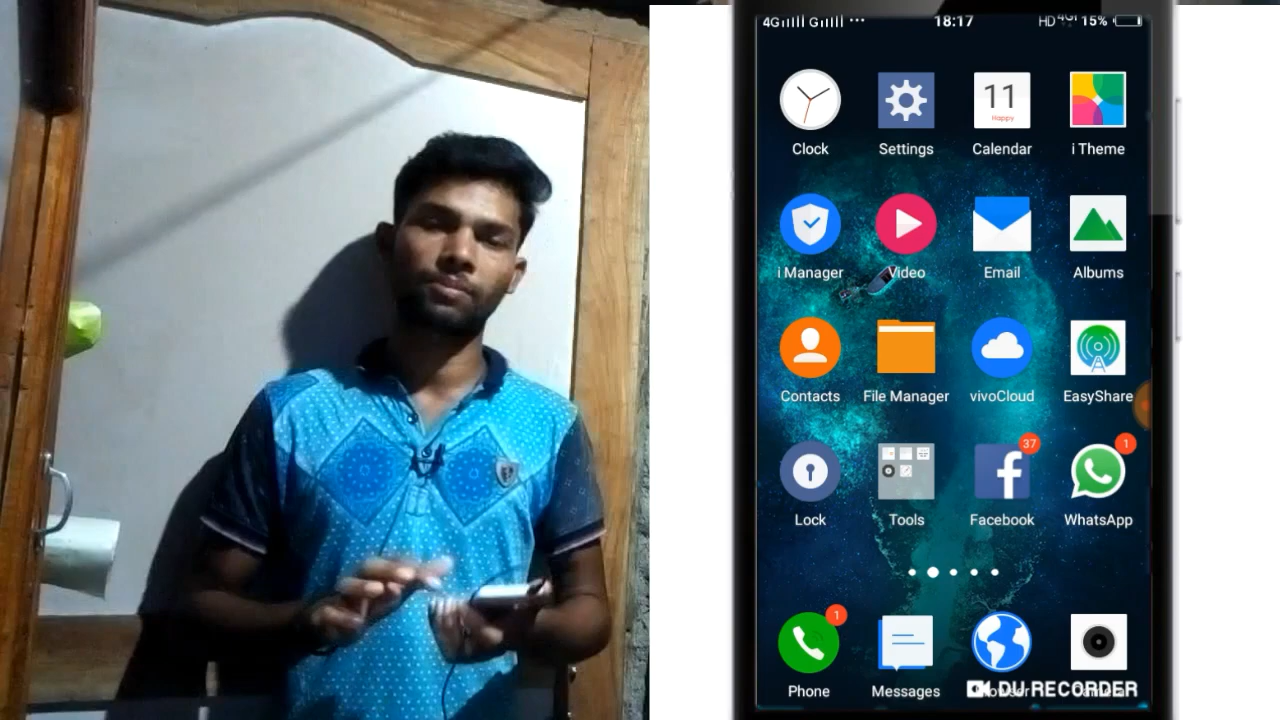 4G G ... 18:17 HD 4G 15%
11
Happy
Clock Settings Calendar i Theme
i Manager Video Email Albums
Contacts File Manager vivoCloud EasyShare
37 1
Lock Tools Facebook WhatsApp
1
Phone Messages
DU RECORDER